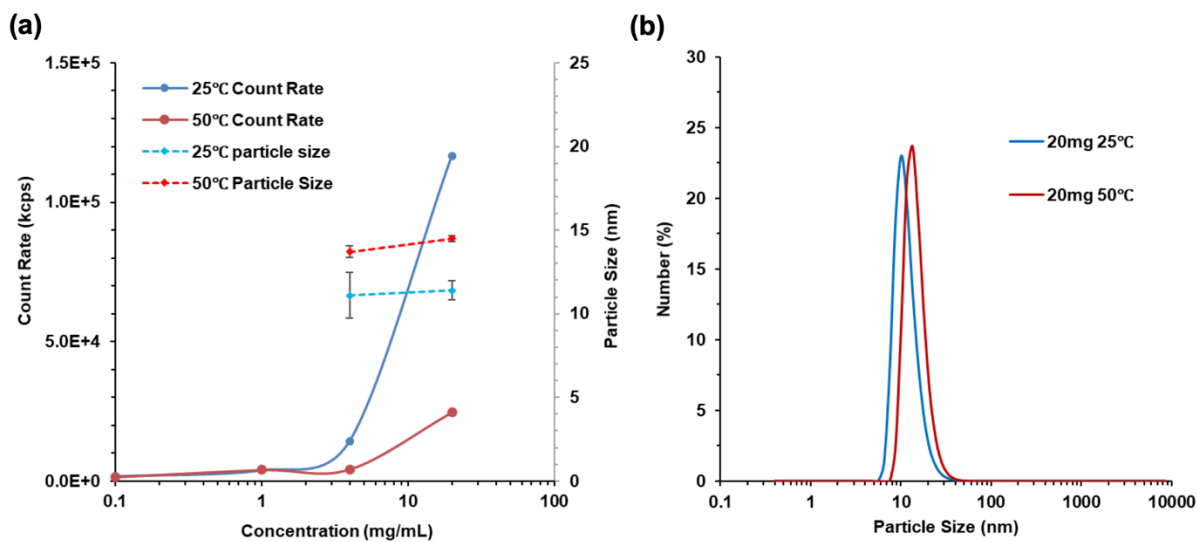 (a)
1.5E+5
1.0E+5
5.0E+4
0.0E+0
Count Rate (kcps)
25℃ Count Rate
50℃ Count Rate
25℃ particle size
50℃ Particle Size
25
20
15
10
5
0
Particle Size (nm)
0.1
1
10
100
Concentration (mg/mL)
(b)
30
25
20
15
10
5
0
Number (%)
20mg 25℃
20mg 50℃
0.1
1
10
100
1000
10000
Particle Size (nm)